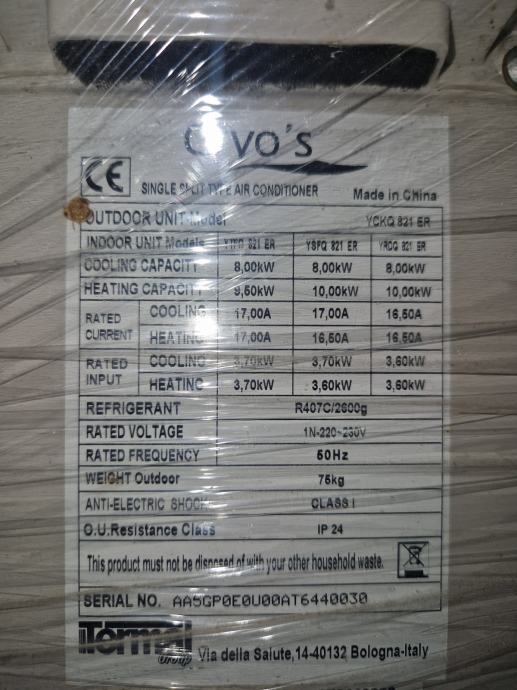 vo's
CE SINGLE SPLIT TYPE AIR CONDITIONER Made in China
OUTDOOR UNIT-Model YCKQ 821 ER
INDOOR UNIT Models 821 ER YSFQ 821 ER 821 ER
COOLING CAPACITY 8,00kW 8,00kW 8,00kW
HEATING CAPACITY 9,50kW 10,00kW 10,00kW
RATED CURRENT COOLING 17,00A 17,00A 16,50A
HEATING 17,00A 16,50A 16,50A
RATED INPUT COOLING 3,70kW 3,70kW 3,60kW
HEATING 3,70kW 3,60kW 3,60kW
REFRIGERANT R407C/2600g
RATED VOLTAGE 1N-220~230V
RATED FREQUENCY 50Hz
WEIGHT Outdoor 75kg
ANTI-ELECTRIC SHOCK CLASS I
O.U.Resistance Class IP 24
This product must not be disposed of with your other household waste.
SERIAL NO. AA5GP0E0U00AT6440030
Termal
Group Via della Salute,14-40132 Bologna-Italy